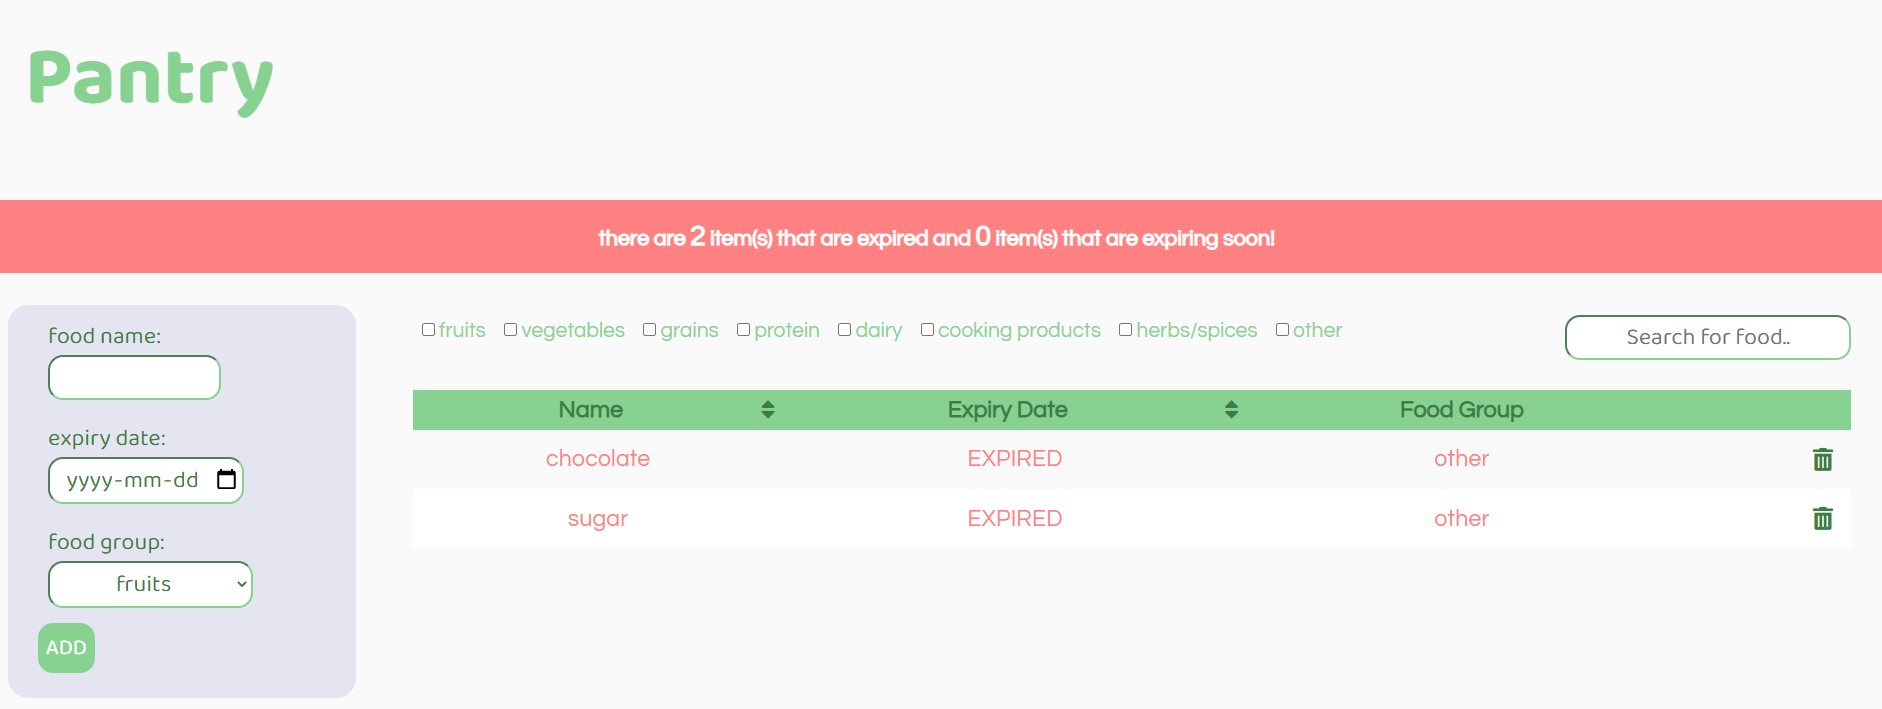 Pantry
there are 2 item(s) that are expired and 0 item(s) that are expiring soon!
food name:
expiry date:
yyyy-mm-dd
food group:
fruits
ADD
fruits vegetables grains protein dairy cooking products herbs/spices other
Search for food..
Name Expiry Date Food Group
chocolate EXPIRED other
sugar EXPIRED other